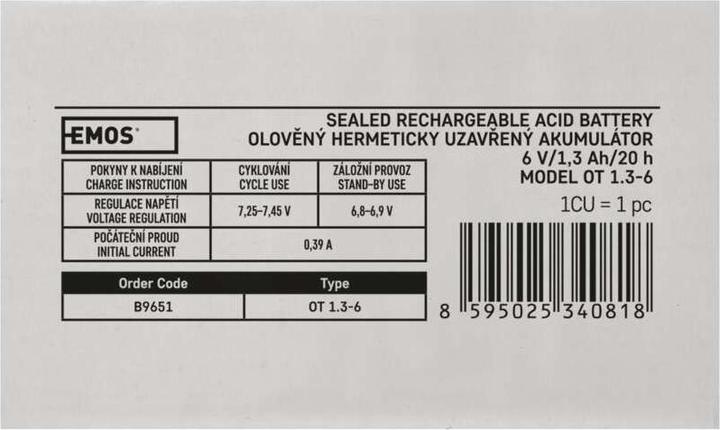 EMOS®
SEALED RECHARGEABLE ACID BATTERY
OLOVĚNÝ HERMETICKY UZAVŘENÝ AKUMULÁTOR
6 V/1,3 Ah/20 h
MODEL OT 1.3-6
1CU = 1 pc
POKYNY K NABÍJENÍ
CHARGE INSTRUCTION
CYKLOVÁNÍ
CYCLE USE
ZÁLOŽNÍ PROVOZ
STAND-BY USE
REGULACE NAPĚTÍ
VOLTAGE REGULATION
7,25-7,45 V
6,8-6,9 V
POČÁTEČNÍ PROUD
INITIAL CURRENT
0,39 A
Order Code
Type
B9651
OT 1.3-6
8 595025 340818